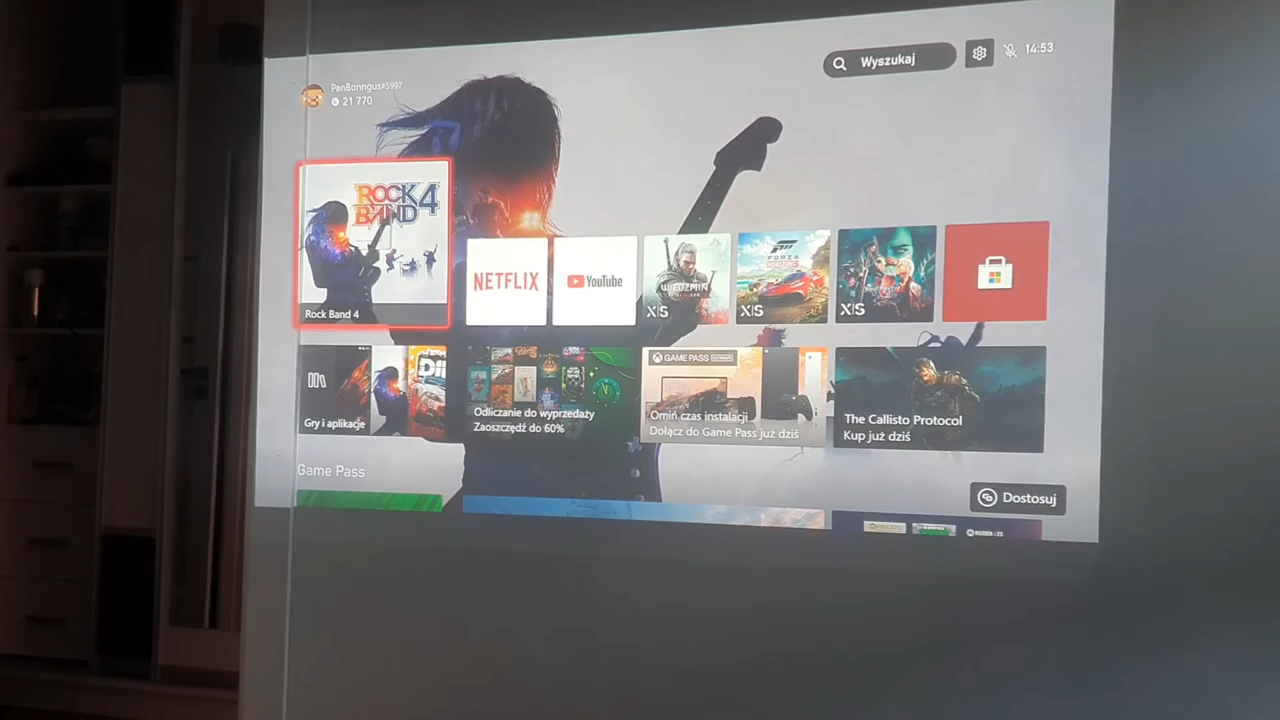 PanBonngus#5997
21 770
Wyszukaj
14:53
ROCK
BAND 4
Rock Band 4
NETFLIX
YouTube
WIEDŹMIN
X|S
FORZA
X|S
X|S
Gry i aplikacje
Odliczanie do wyprzedaży
Zaoszczędź do 60%
GAME PASS ULTIMATE
Omiń czas instalacji
Dołącz do Game Pass już dziś
The Callisto Protocol
Kup już dziś
Game Pass
Dostosuj